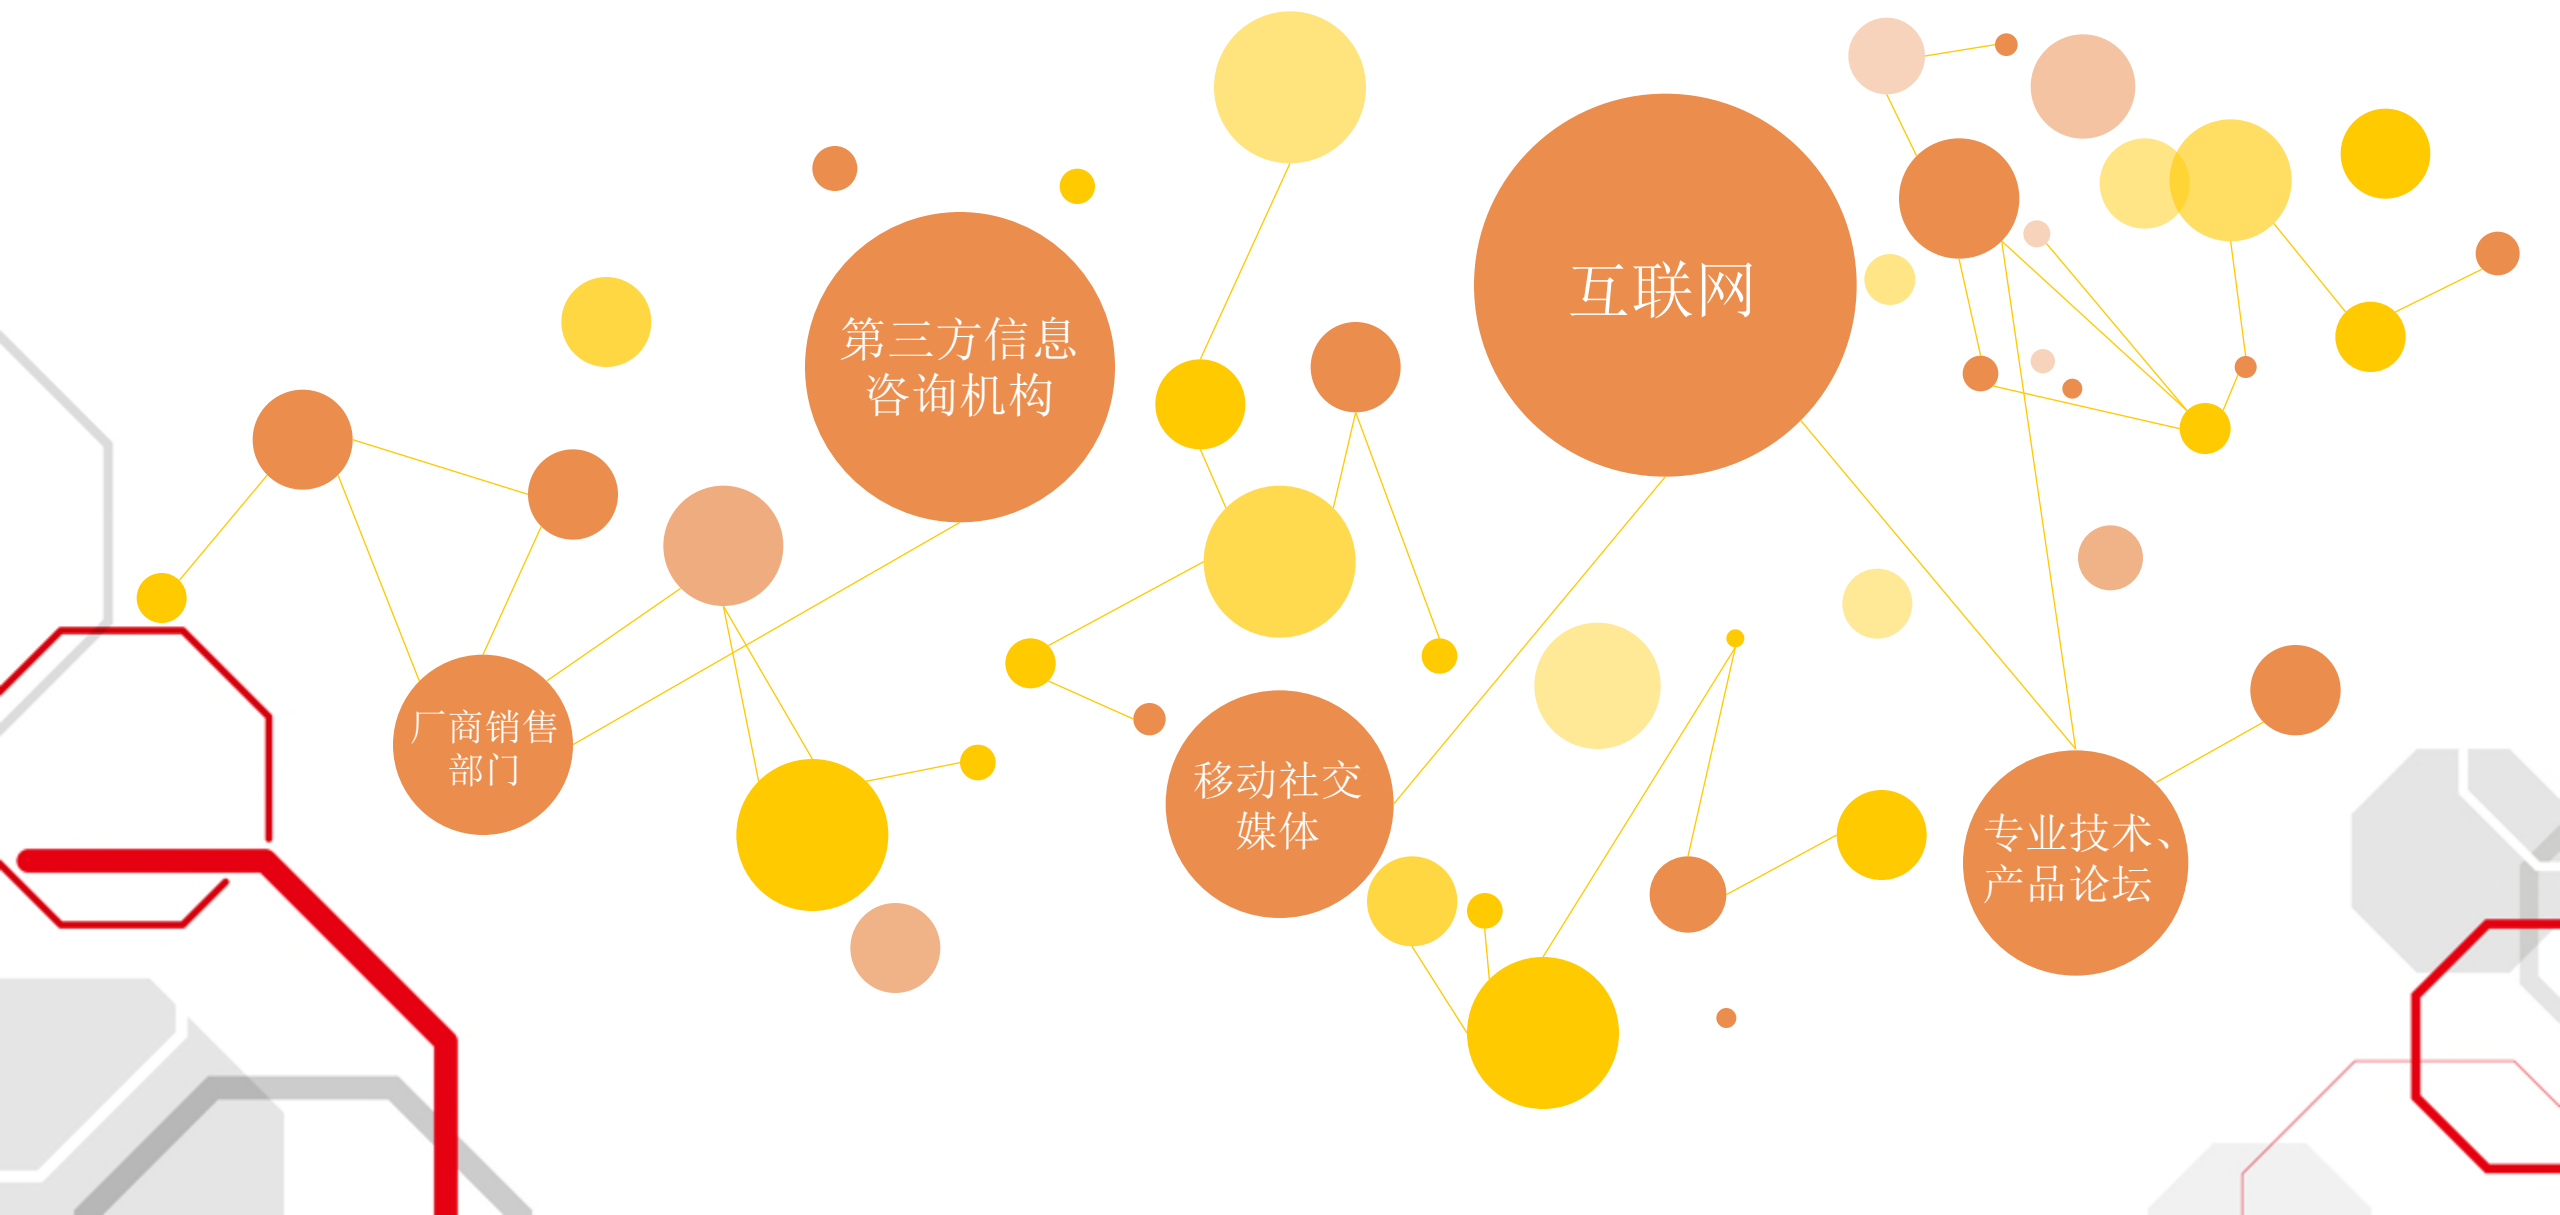 互联网
第三方信息
咨询机构
厂商销售
部门
移动社交
媒体
专业技术、
产品论坛